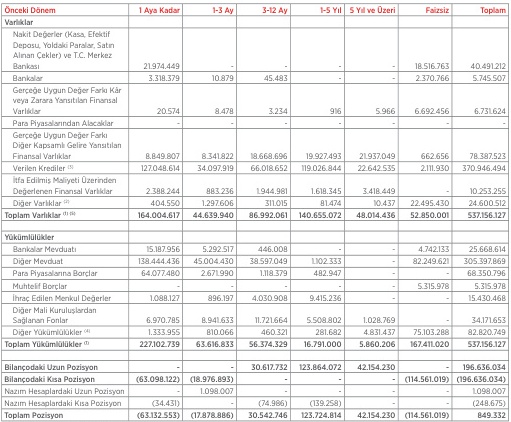 Önceki Dönem 1 Aya Kadar 1-3 Ay 3-12 Ay 1-5 Yıl 5 Yıl ve Üzeri Faizsiz Toplam
Varlıklar
Nakit Değerler (Kasa, Efektif
Deposu, Yoldaki Paralar, Satın
Alınan Çekler) ve T.C. Merkez
Bankası 21.974.449 - - - - 18.516.763 40.491.212
Bankalar 3.318.379 10.879 45.483 - - 2.370.766 5.745.507
Gerçeğe Uygun Değer Farkı Kâr
veya Zarara Yansıtılan Finansal
Varlıklar 20.574 8.478 3.234 916 5.966 6.692.456 6.731.624
Para Piyasalarından Alacaklar - - - - - - -
Gerçeğe Uygun Değer Farkı
Diğer Kapsamlı Gelire Yansıtılan
Finansal Varlıklar 8.849.807 8.341.822 18.668.696 19.927.493 21.937.049 662.656 78.387.523
Verilen Krediler (3) 127.048.614 34.097.919 66.018.652 119.026.844 22.642.535 2.111.930 370.946.494
İtfa Edilmiş Maliyeti Üzerinden
Değerlenen Finansal Varlıklar 2.388.244 883.236 1.944.981 1.618.345 3.418.449 - 10.253.255
Diğer Varlıklar (2) 404.550 1.297.606 311.015 81.474 10.437 22.495.430 24.600.512
Toplam Varlıklar (1) (5) 164.004.617 44.639.940 86.992.061 140.655.072 48.014.436 52.850.001 537.156.127
Yükümlülükler
Bankalar Mevduatı 15.187.956 5.292.517 446.008 - - 4.742.133 25.668.614
Diğer Mevduat 138.444.436 45.004.430 38.597.049 1.102.333 - 82.249.621 305.397.869
Para Piyasalarına Borçlar 64.077.480 2.671.990 1.118.379 482.947 - - 68.350.796
Muhtelif Borçlar - - - - - 5.315.978 5.315.978
İhraç Edilen Menkul Değerler 1.088.127 896.197 4.030.908 9.415.236 - - 15.430.468
Diğer Mali Kuruluşlardan
Sağlanan Fonlar 6.970.785 8.941.633 11.721.664 5.508.802 1.028.769 - 34.171.653
Diğer Yükümlülükler (4) 1.333.955 810.066 460.321 281.682 4.831.437 75.103.288 82.820.749
Toplam Yükümlülükler (1) 227.102.739 63.616.833 56.374.329 16.791.000 5.860.206 167.411.020 537.156.127
Bilançodaki Uzun Pozisyon - - 30.617.732 123.864.072 42.154.230 - 196.636.034
Bilançodaki Kısa Pozisyon (63.098.122) (18.976.893) - - - (114.561.019) (196.636.034)
Nazım Hesaplardaki Uzun Pozisyon - 1.098.007 - - - - 1.098.007
Nazım Hesaplardaki Kısa Pozisyon (34.431) - (74.986) (139.258) - - (248.675)
Toplam Pozisyon (63.132.553) (17.878.886) 30.542.746 123.724.814 42.154.230 (114.561.019) 849.332